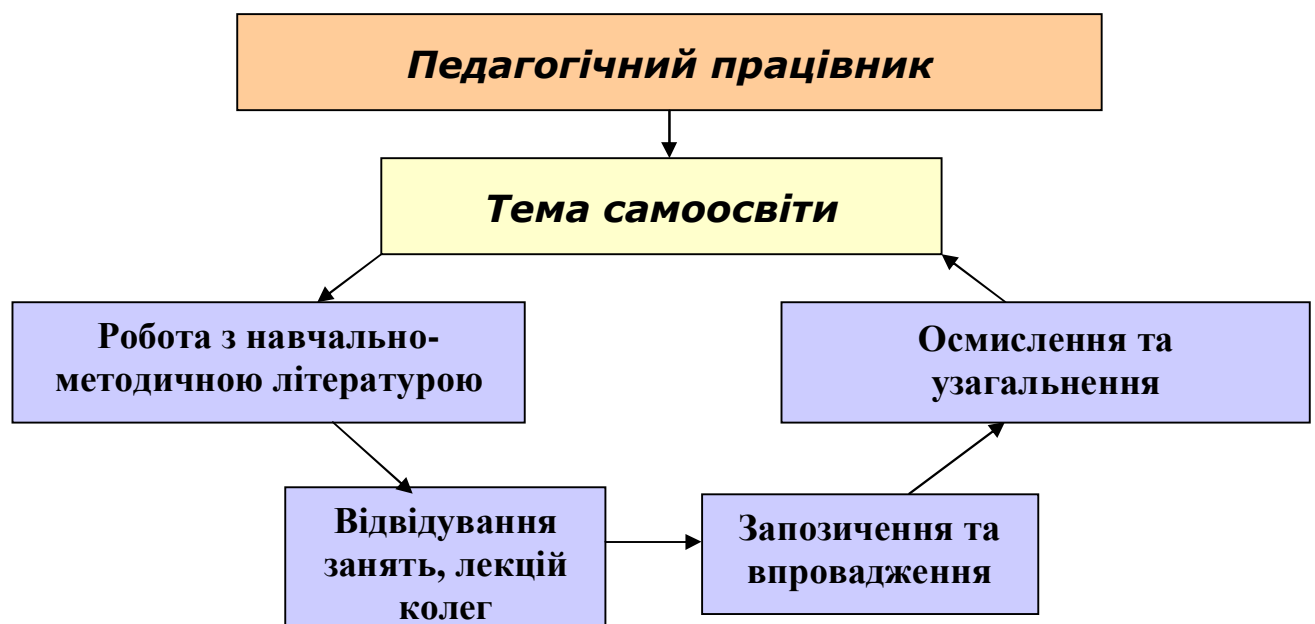 Педагогічний працівник
Тема самоосвіти
Робота з навчально-
методичною літературою
Осмислення та
узагальнення
Відвідування
занять, лекцій
колег
Запозичення та
впровадження